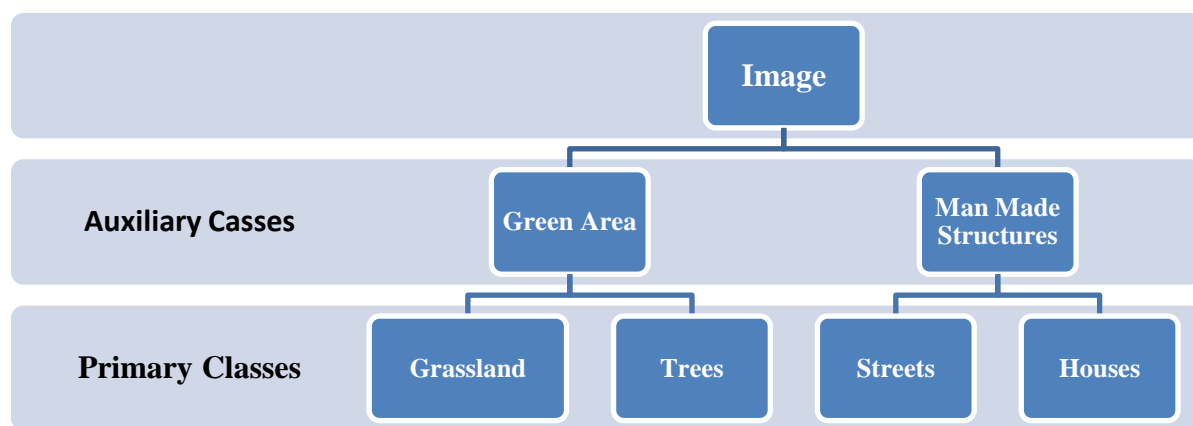 Image
Auxiliary Casses
Green Area
Man Made
Structures
Primary Classes
Grassland
Trees
Streets
Houses